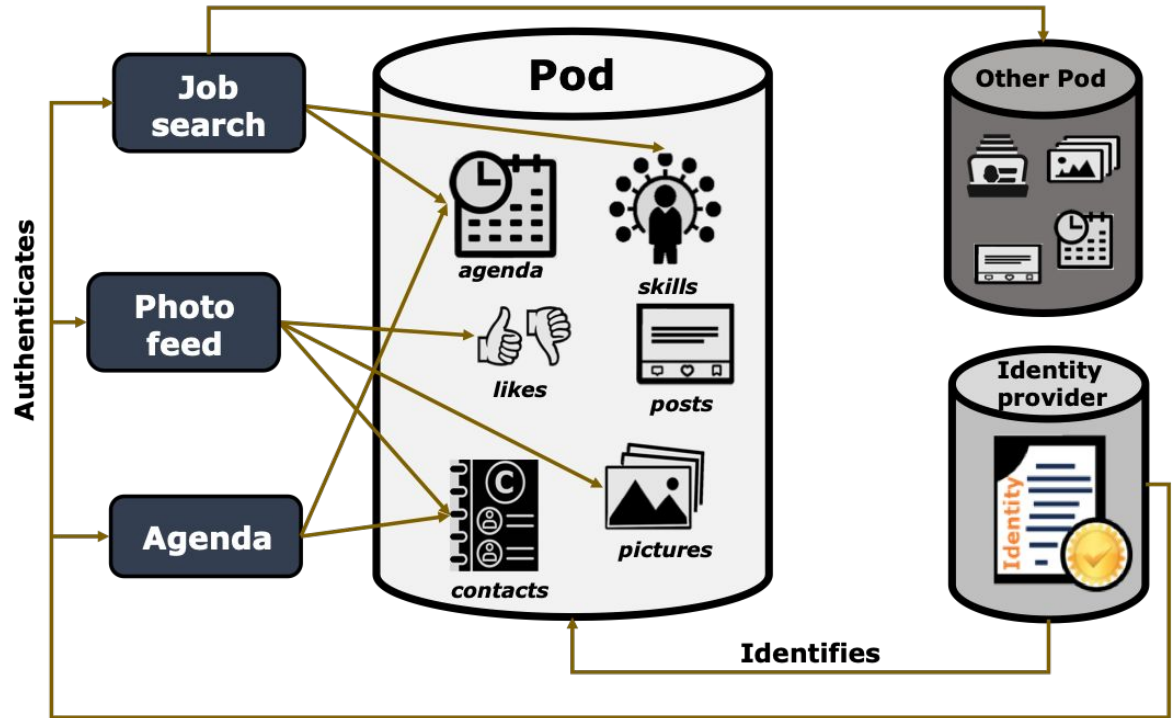 Job
search
Photo
feed
Agenda
Authenticates
Pod
agenda
skills
likes
posts
C
contacts
pictures
Other Pod
Identity
provider
Identity
Identifies